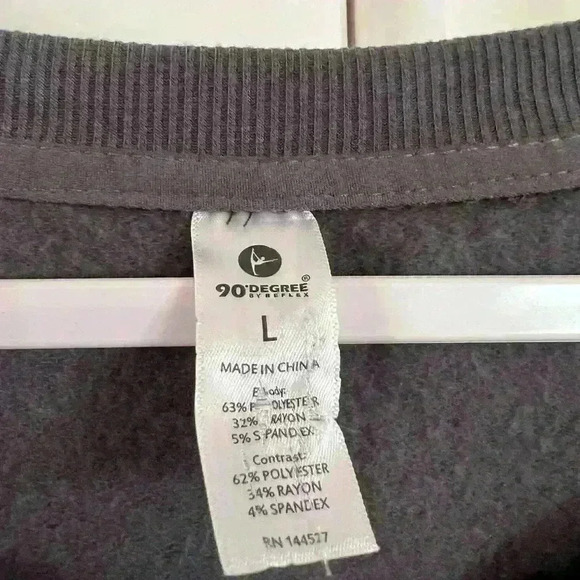 90°DEGREE®
BY REFLEX
L
MADE IN CHINA
Body:
63% POLYESTER
32% RAYON
5% SPANDEX
Contrast:
62% POLYESTER
34% RAYON
4% SPANDEX
RN 144527